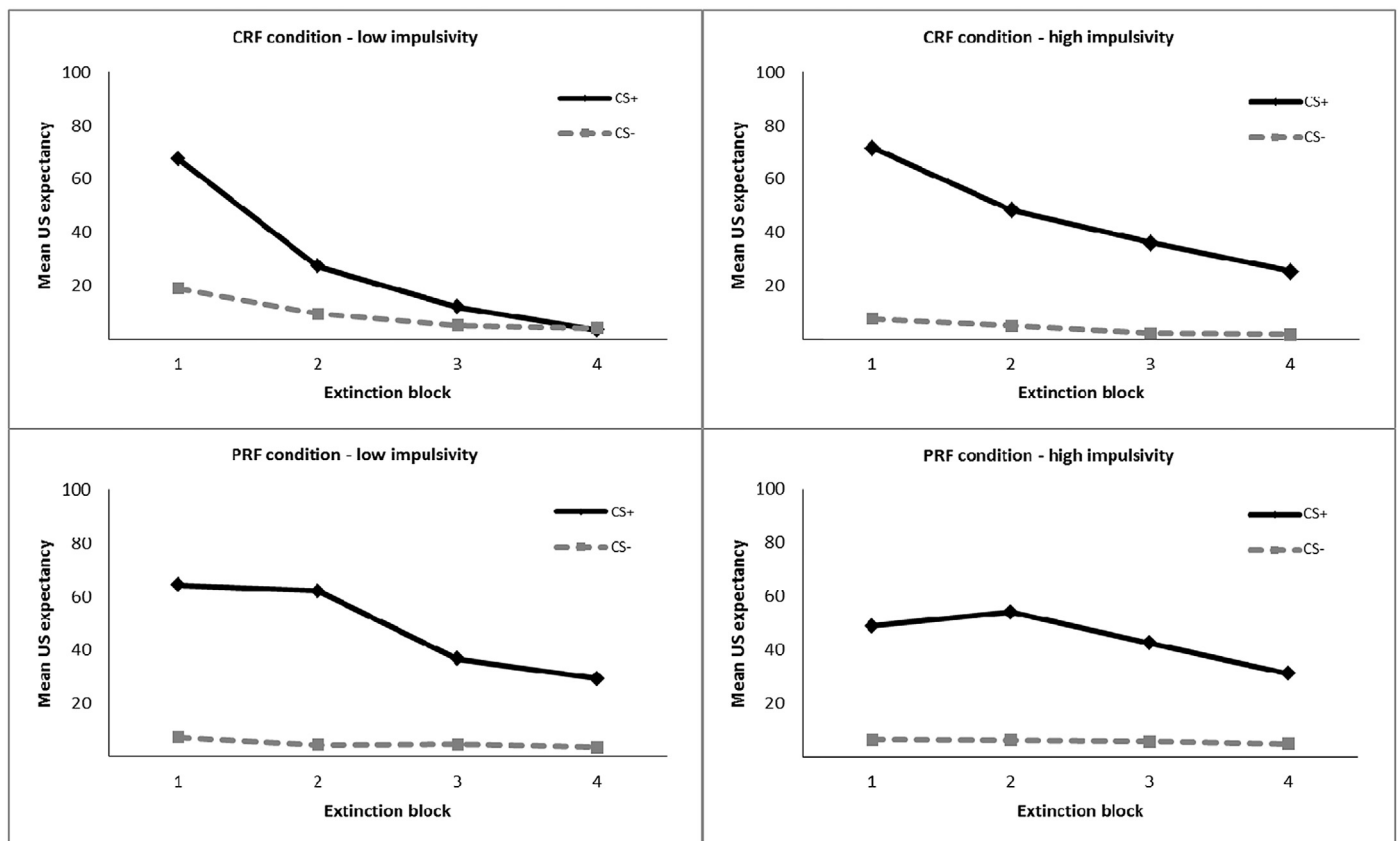 CRF condition - low impulsivity
100
80
60
40
20
Mean US expectancy
CS+
CS-
1 2 3 4
Extinction block
CRF condition - high impulsivity
100
80
60
40
20
Mean US expectancy
CS+
CS-
1 2 3 4
Extinction block
PRF condition - low impulsivity
100
80
60
40
20
Mean US expectancy
CS+
CS-
1 2 3 4
Extinction block
PRF condition - high impulsivity
100
80
60
40
20
Mean US expectancy
CS+
CS-
1 2 3 4
Extinction block